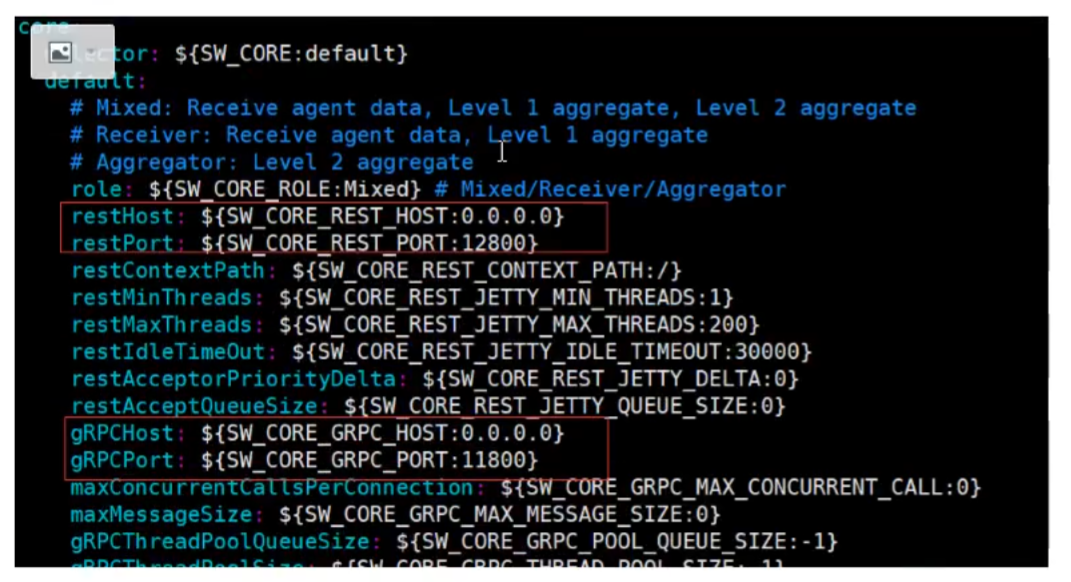 core:
ector: ${SW_CORE:default}
default:
# Mixed: Receive agent data, Level 1 aggregate, Level 2 aggregate
# Receiver: Receive agent data, Level 1 aggregate
# Aggregator: Level 2 aggregate
role: ${SW_CORE_ROLE:Mixed} # Mixed/Receiver/Aggregator
restHost: ${SW_CORE_REST_HOST:0.0.0.0}
restPort: ${SW_CORE_REST_PORT:12800}
restContextPath: ${SW_CORE_REST_CONTEXT_PATH:/}
restMinThreads: ${SW_CORE_REST_JETTY_MIN_THREADS:1}
restMaxThreads: ${SW_CORE_REST_JETTY_MAX_THREADS:200}
restIdleTimeOut: ${SW_CORE_REST_JETTY_IDLE_TIMEOUT:30000}
restAcceptorPriorityDelta: ${SW_CORE_REST_JETTY_DELTA:0}
restAcceptQueueSize: ${SW_CORE_REST_JETTY_QUEUE_SIZE:0}
gRPCHost: ${SW_CORE_GRPC_HOST:0.0.0.0}
gRPCPort: ${SW_CORE_GRPC_PORT:11800}
maxConcurrentCallsPerConnection: ${SW_CORE_GRPC_MAX_CONCURRENT_CALL:0}
maxMessageSize: ${SW_CORE_GRPC_MAX_MESSAGE_SIZE:0}
gRPCThreadPoolQueueSize: ${SW_CORE_GRPC_POOL_QUEUE_SIZE:-1}
gRPCThreadPoolSize: ${SW_CORE_GRPC_THREAD_POOL_SIZE:-1}